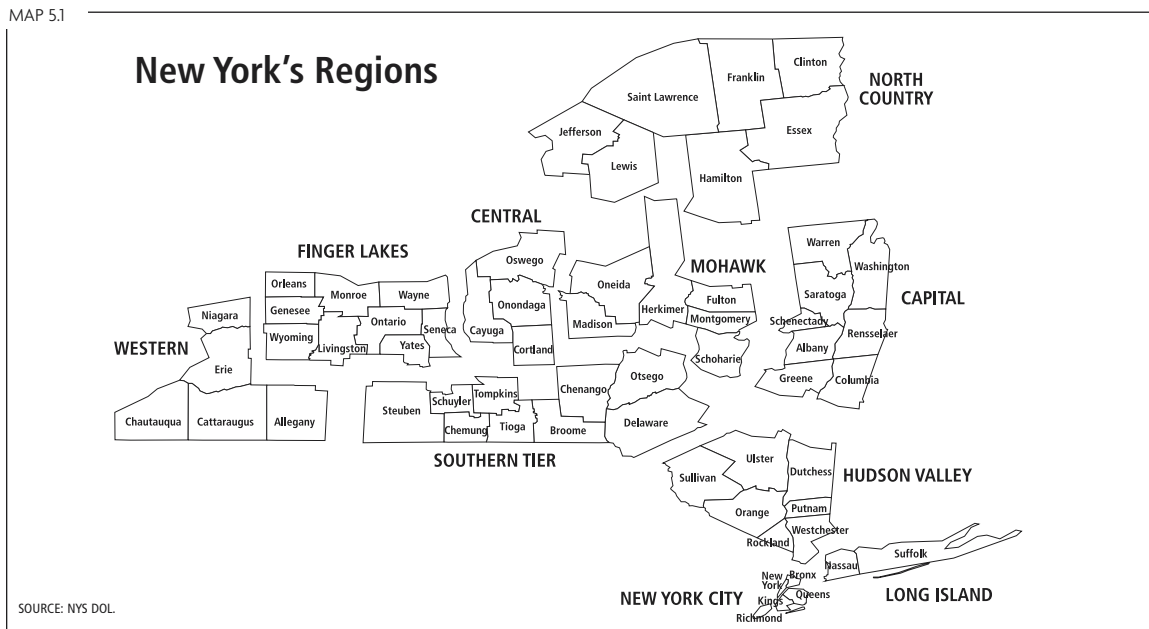 MAP 5.1
New York's Regions
Clinton
Franklin
NORTH
COUNTRY
Saint Lawrence
Jefferson
Essex
Lewis
Hamilton
CENTRAL
Oswego
Onondaga
Cayuga
Cortland
FINGER LAKES
Orleans
Monroe
Wayne
Genesee
Ontario
Seneca
Wyoming
Livingston
Yates
MOHAWK
Oneida
Madison
Herkimer
Fulton
Montgomery
Schoharie
CAPITAL
Warren
Washington
Saratoga
Schenectady
Rensselaer
Albany
Greene
Columbia
WESTERN
Niagara
Erie
Chautauqua
Cattaraugus
Allegany
SOUTHERN TIER
Steuben
Schuyler
Tompkins
Chemung
Tioga
Broome
Chenango
Otsego
Delaware
HUDSON VALLEY
Ulster
Dutchess
Sullivan
Orange
Putnam
Westchester
Rockland
NEW YORK CITY
New
York
Bronx
Kings
Queens
Richmond
LONG ISLAND
Nassau
Suffolk
SOURCE: NYS DOL.